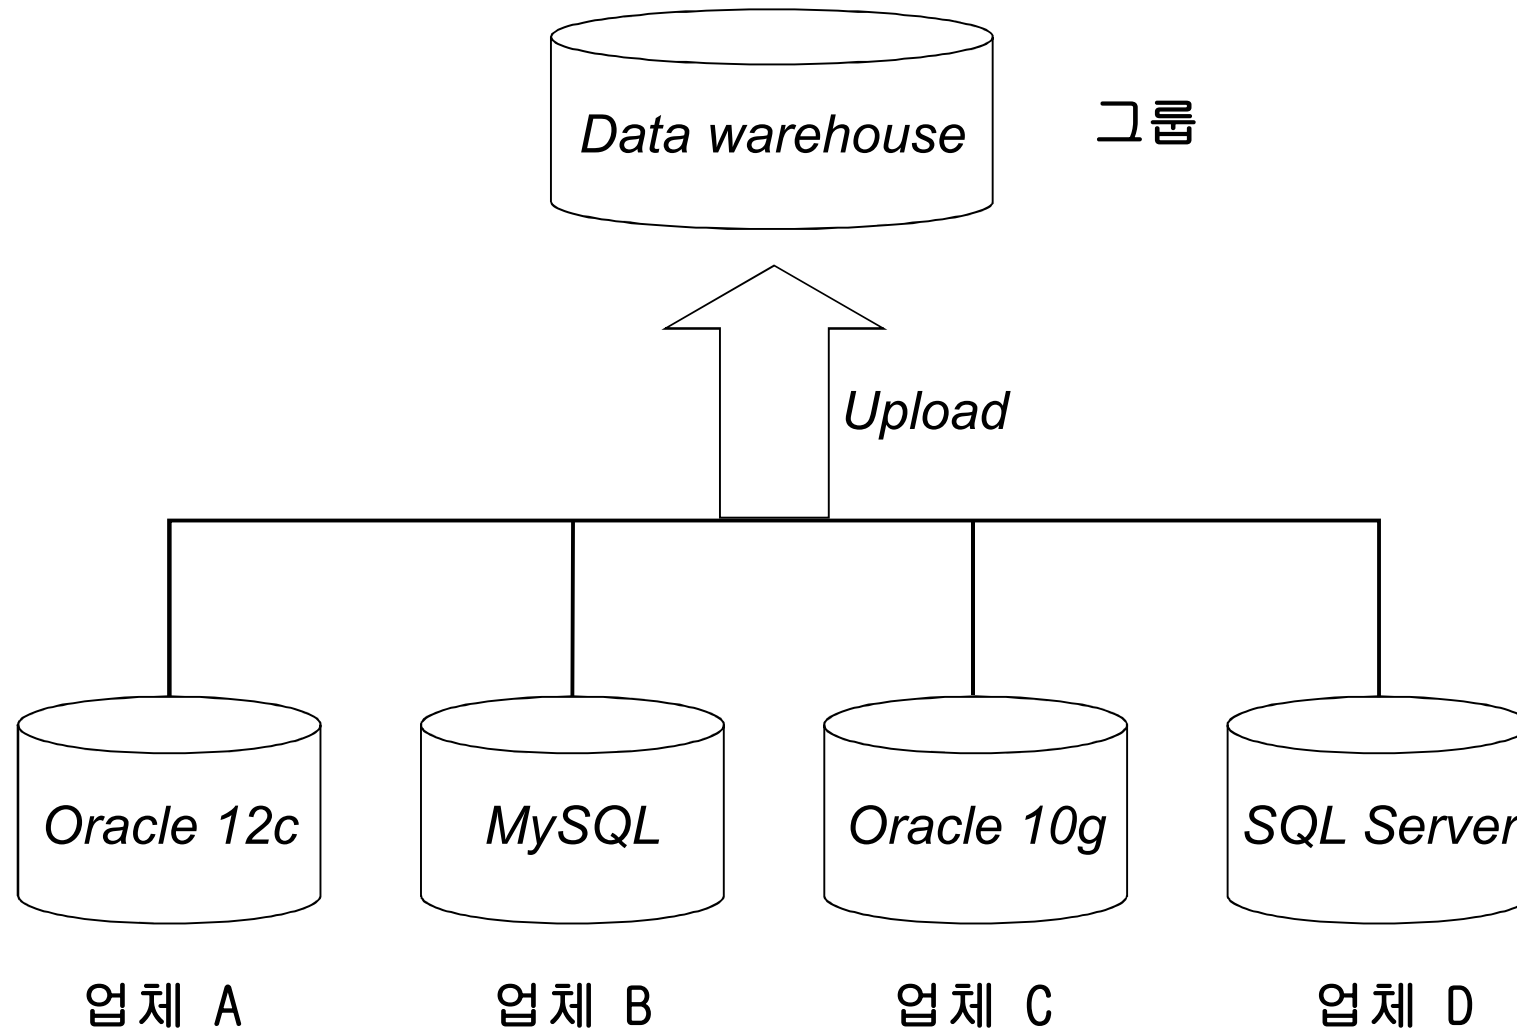 Data warehouse
그룹
Upload
Oracle 12c
MySQL
Oracle 10g
SQL Server
업체 A
업체 B
업체 C
업체 D